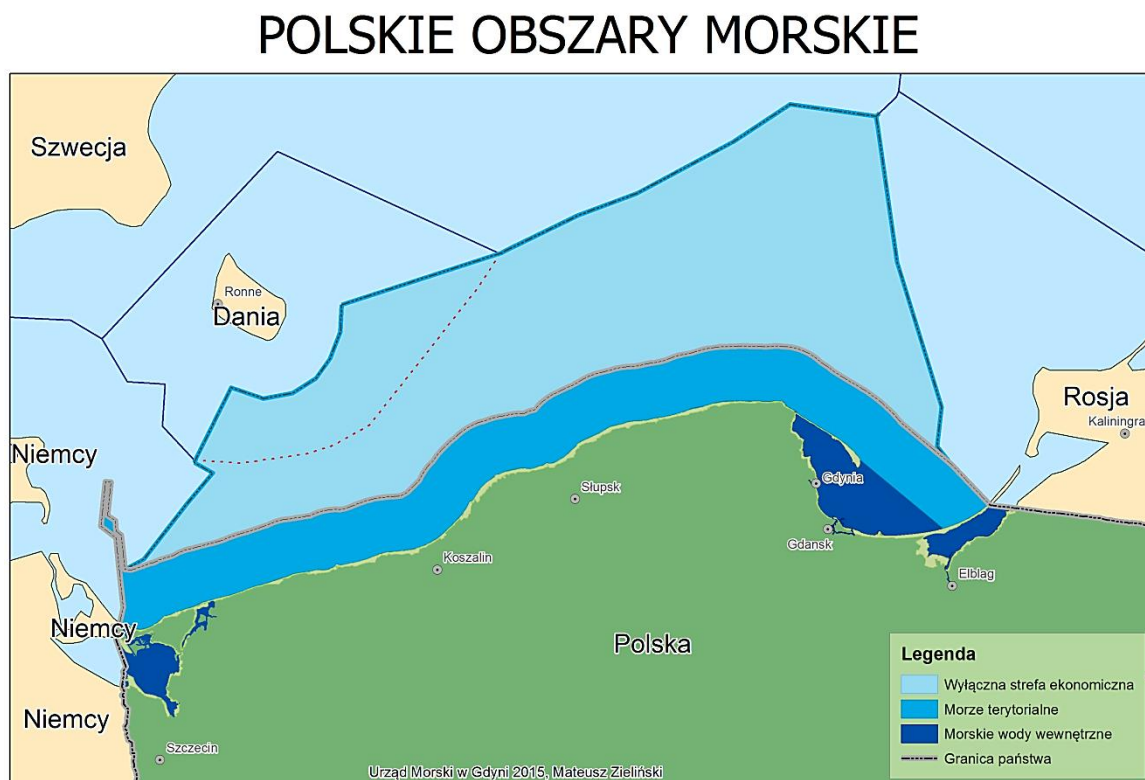 POLSKIE OBSZARY MORSKIE
Szwecja
Ronne
Dania
Rosja
Kaliningra
Niemcy
Gdynia
Słupsk
Gdansk
Koszalin
Elblag
Niemcy
Polska
Niemcy
Szczecin
Legenda
Wyłączna strefa ekonomiczna
Morze terytorialne
Morskie wody wewnętrzne
Granica państwa
Urząd Morski w Gdyni 2015, Mateusz Zieliński